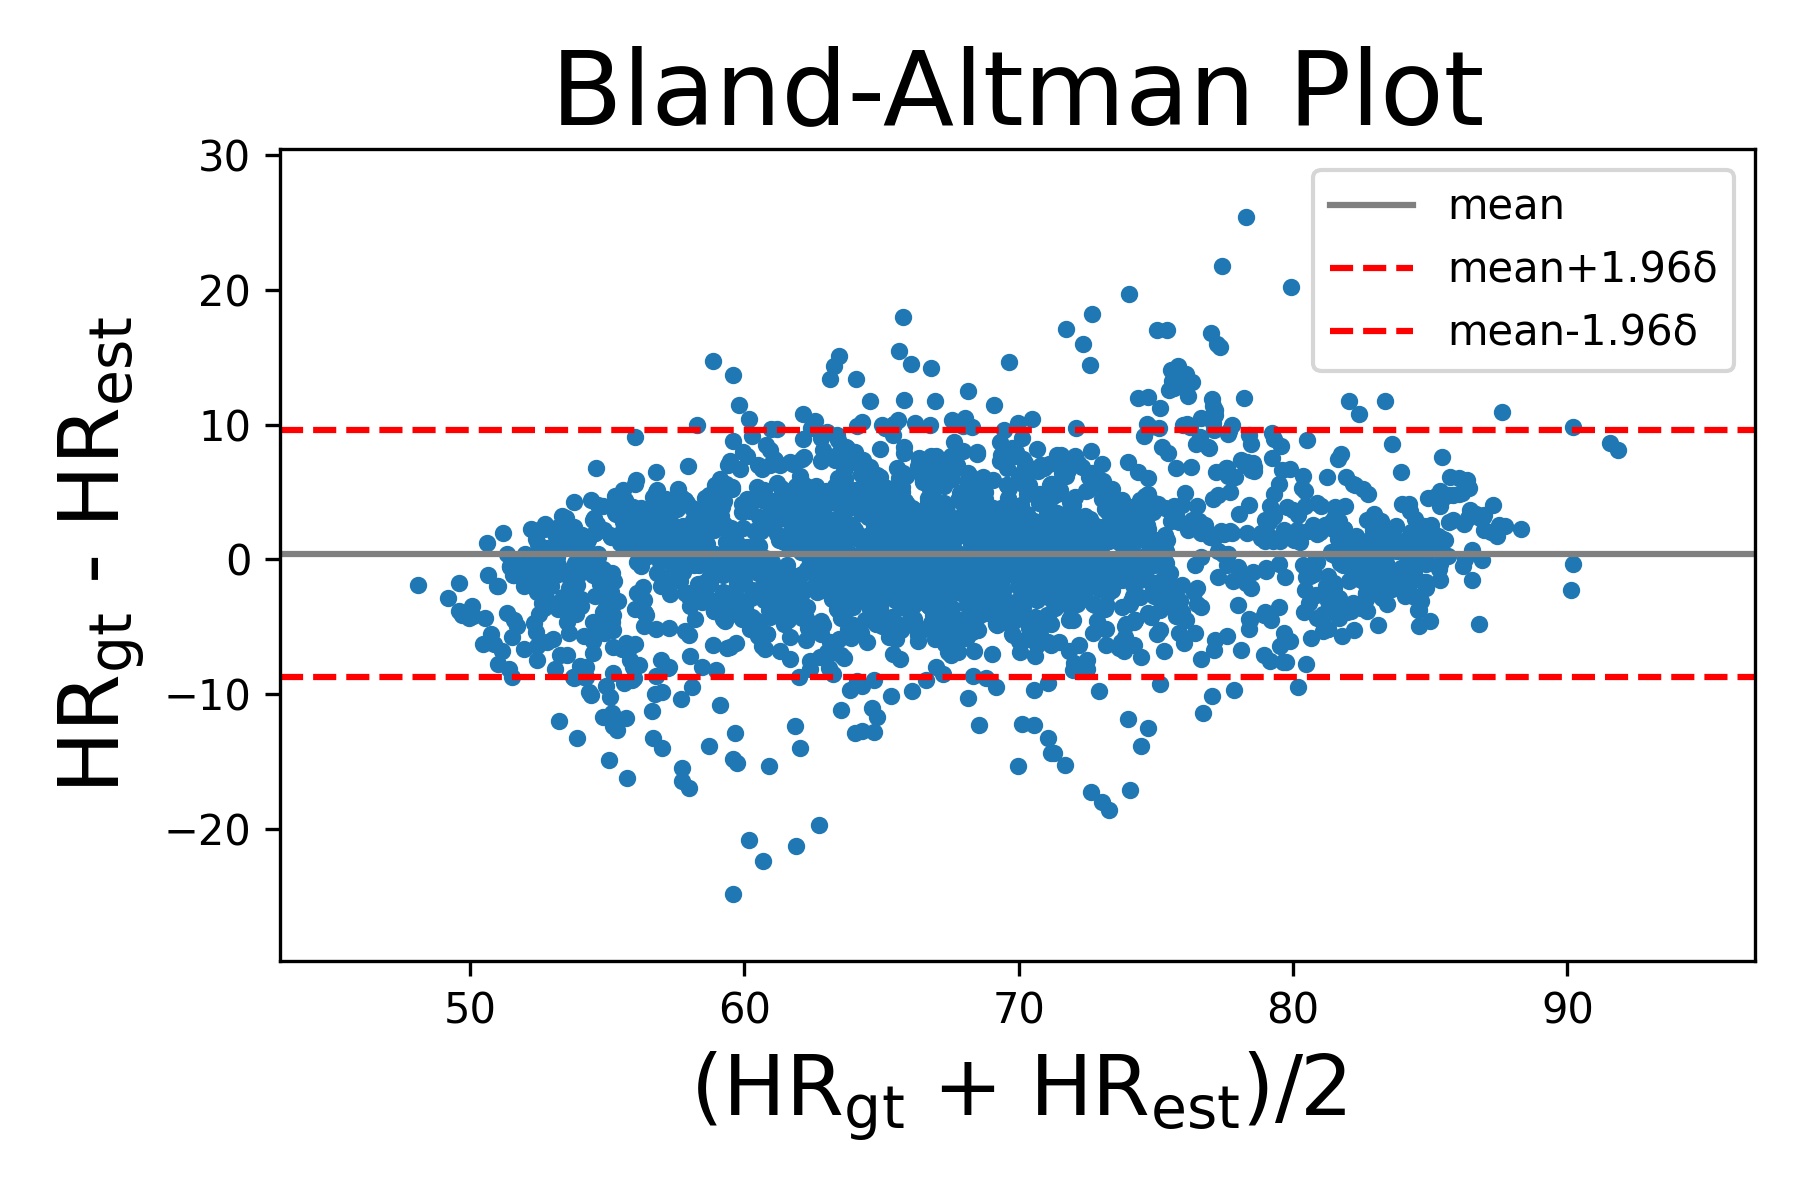 Bland-Altman Plot
HRgt - HRest
30
20
10
0
−10
−20
mean
mean+1.96δ
mean-1.96δ
50
60
70
80
90
(HRgt + HRest)/2